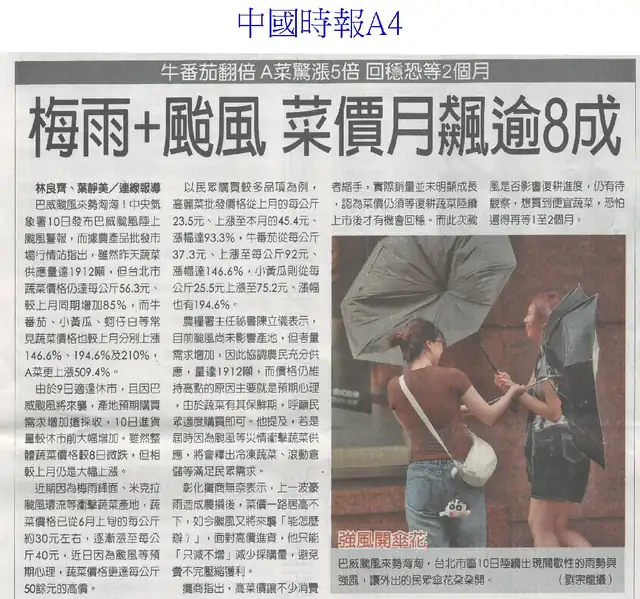 中國時報A4
牛番茄翻倍 A菜驚漲5倍 回穩恐等2個月
梅雨+颱風 菜價月飆逾8成
林良齊、葉靜美／連線報導
巴威颱風來勢洶洶！中央氣
象署10日發布巴威颱風陸上
颱風警報，而據農產品批發市
場行情站指出，雖然昨天蔬菜
供應量達1912噸，但台北市
蔬菜價格仍達每公斤56.3元、
較上月同期增加85%，而牛
番茄、小黃瓜、蚵仔白等常
見蔬菜價格也較上月分別上漲
146.6%、194.6%及210%，
A菜更上漲509.4%。
由於9日適逢休市，且因巴
威颱風將來襲，產地預期購買
需求增加搶採收，10日進貨
量較休市前大幅增加。雖然整
體蔬菜價格較8日微跌，但相
較上月仍是大幅上漲。
近期因為梅雨鋒面、米克拉
颱風環流等衝擊蔬菜產地，蔬
菜價格已從6月上旬的每公斤
約30元左右，逐漸漲至每公
斤40元，近日因為颱風等預
期心理，蔬菜價格更達每公斤
50餘元的高價。
以民眾購買較多品項為例，
高麗菜批發價格從上月的每公斤
23.5元、上漲至本月的45.4元、
漲幅達93.3%，牛番茄從每公斤
37.3元、上漲至每公斤92元、
漲幅達146.6%，小黃瓜則從每
公斤25.5元上漲至75.2元、漲幅
也有194.6%。
農糧署主任祕書陳立儀表示，
目前颱風尚未影響產地，但考量
需求增加，因此協調農民充分供
應，量達1912噸，而價格仍維
持高點的原因主要就是預期心理
，由於蔬菜有其保鮮期，呼籲民
眾適度購買即可。他提及，若是
屆時因為颱風等災情衝擊蔬菜供
應，將會釋出冷凍蔬菜、滾動倉
儲等滿足民眾需求。
彰化攤商無奈表示，上一波豪
雨造成農損後，菜價一路居高不
下，如今颱風又將來襲「能怎麼
辦？」，面對高價進貨，他只能
「只減不增」減少採購量，避免
賣不完壓縮獲利。
攤商指出，高菜價讓不少消費
者縮手，實際銷量並未明顯成長
，認為菜價仍須等復耕蔬菜陸續
上市後才有機會回穩。而此次颱
風是否影響復耕進度，仍有待
觀察，想買到便宜蔬菜，恐怕
還得再等1至2個月。
強風開傘花
巴威颱風來勢洶洶，台北市區10日陸續出現間歇性的雨勢與
強風，讓外出的民眾傘花朵朵開。 （劉宗龍攝）